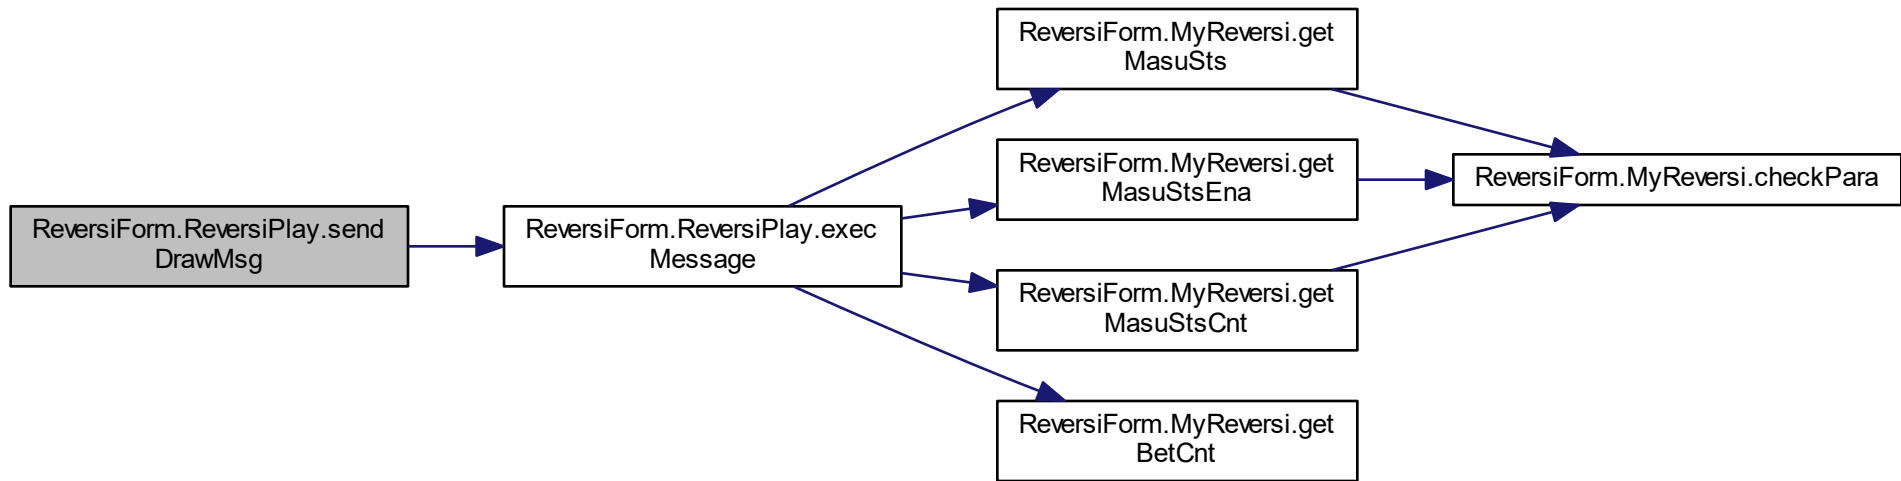 ReversiForm.ReversiPlay.send
DrawMsg
ReversiForm.ReversiPlay.exec
Message
ReversiForm.MyReversi.get
MasuSts
ReversiForm.MyReversi.get
MasuStsEna
ReversiForm.MyReversi.get
MasuStsCnt
ReversiForm.MyReversi.get
BetCnt
ReversiForm.MyReversi.checkPara